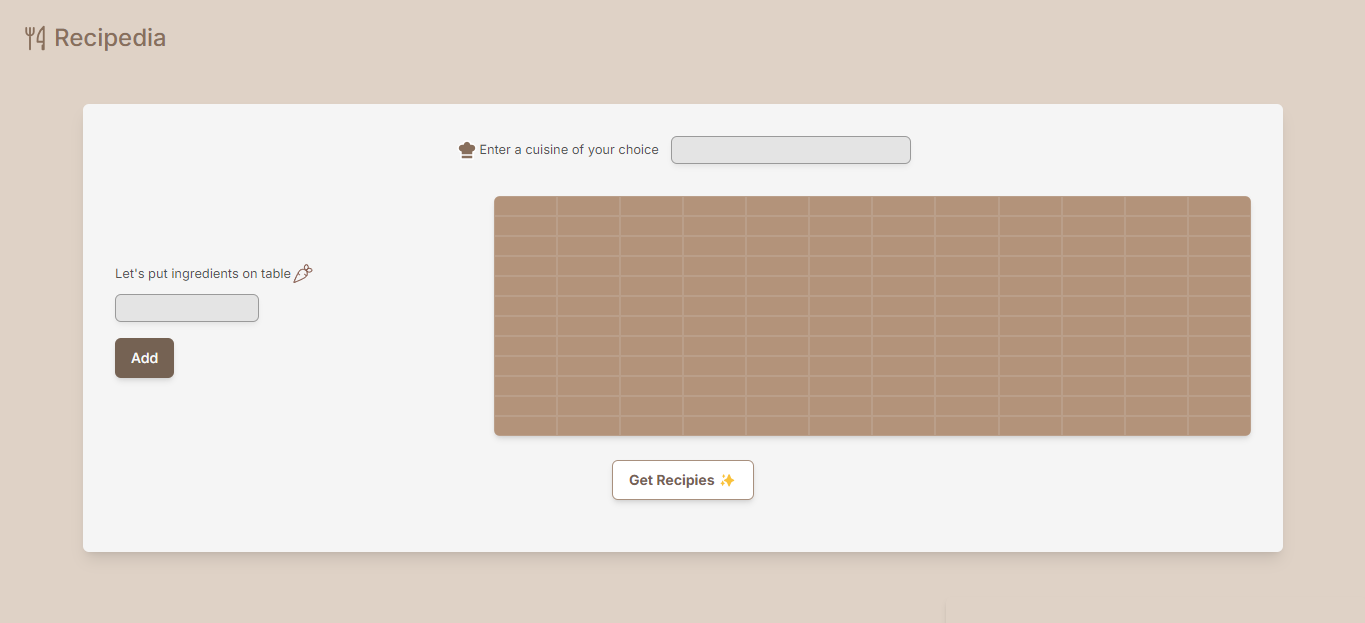 Recipedia
Enter a cuisine of your choice
Let's put ingredients on table
Add
Get Recipies ✨